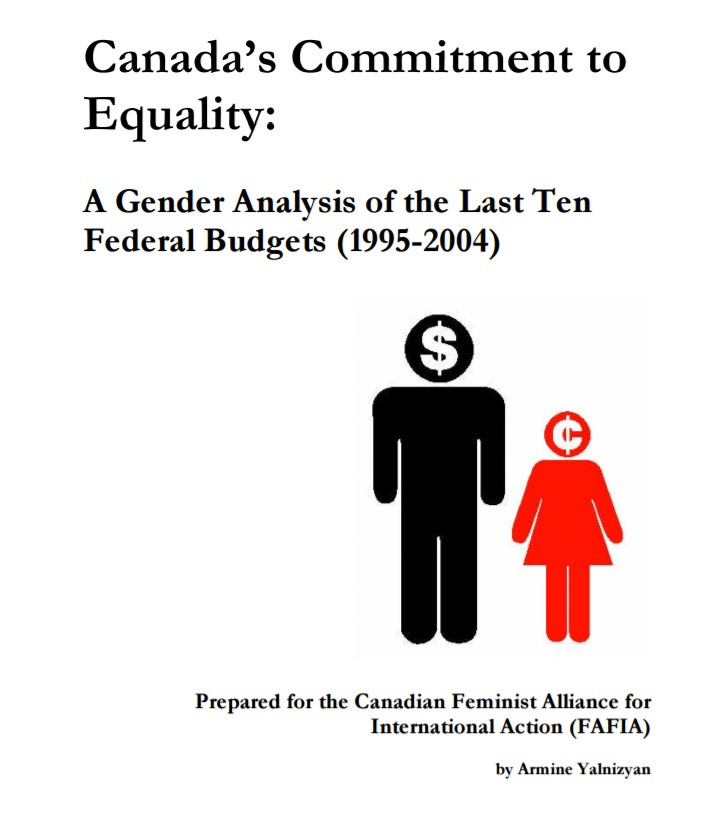 Canada's Commitment to
Equality:
A Gender Analysis of the Last Ten
Federal Budgets (1995-2004)
$
¢
Prepared for the Canadian Feminist Alliance for
International Action (FAFIA)
by Armine Yalnizyan